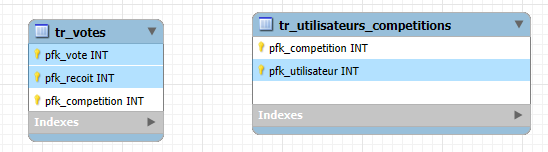 tr_votes
pfk_vote INT
pfk_recoit INT
pfk_competition INT
Indexes
tr_utilisateurs_competitions
pfk_competition INT
pfk_utilisateur INT
Indexes